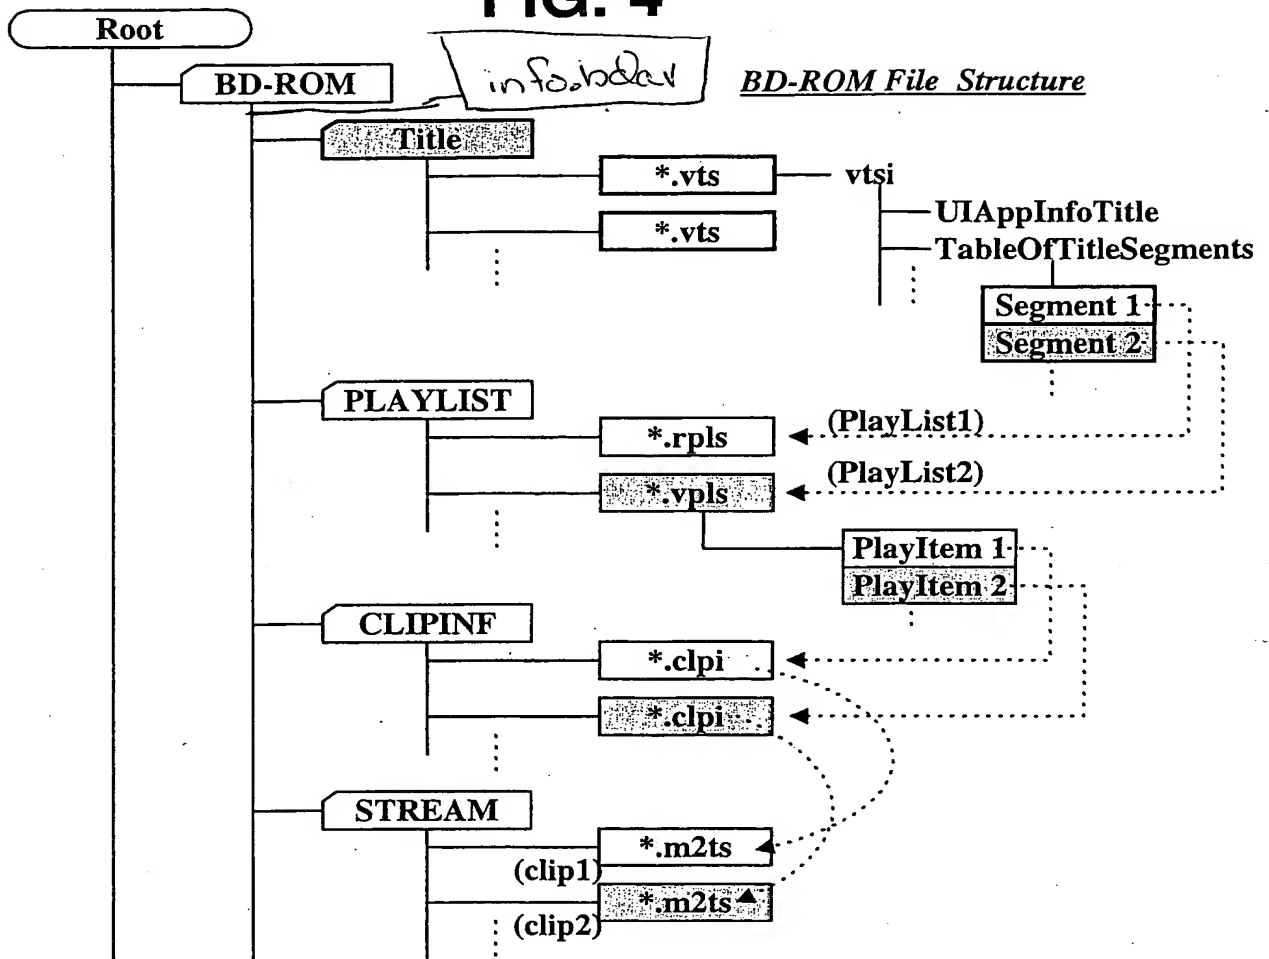 FIG. 4
Root
BD-ROM
info.bdav
BD-ROM File Structure
Title
*.vts
vtsi
*.vts
UIAppInfoTitle
TableOfTitleSegments
Segment 1
Segment 2
PLAYLIST
*.rpls
(PlayList1)
*.vpls
(PlayList2)
PlayItem 1
PlayItem 2
CLIPINF
*.clpi
*.clpi
STREAM
*.m2ts
(clip1)
*.m2ts
(clip2)